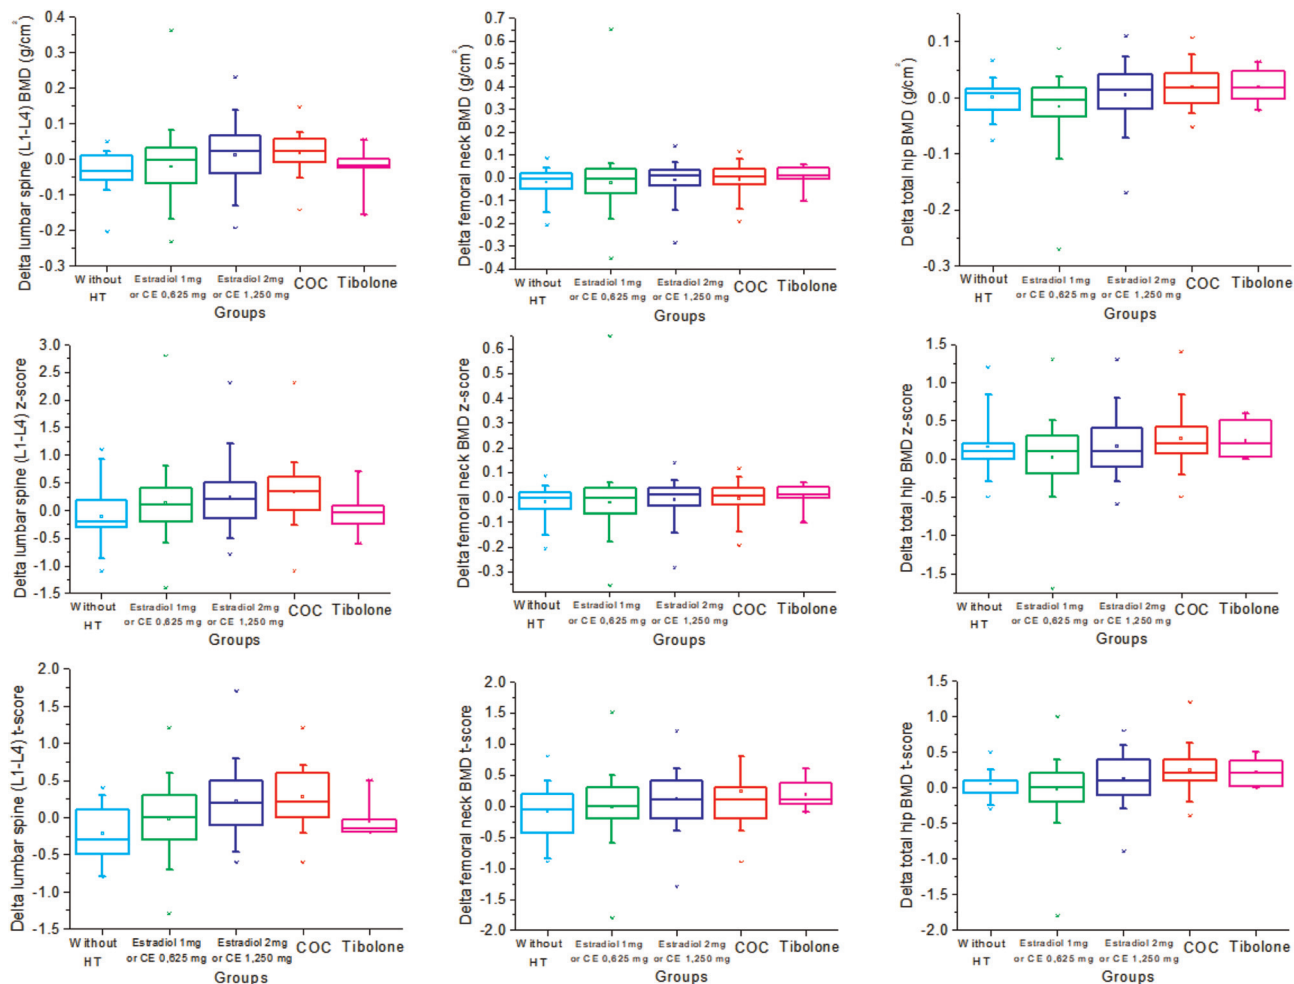 Delta lumbar spine (L1-L4) BMD (g/cm²)
0.4
0.3
0.2
0.1
0.0
-0.1
-0.2
-0.3
Without HT
Estradiol 1mg or CE 0,625 mg
Estradiol 2mg or CE 1,250 mg
COC
Tibolone
Groups
Delta femoral neck BMD (g/cm²)
0.7
0.6
0.5
0.4
0.3
0.2
0.1
0.0
-0.1
-0.2
-0.3
-0.4
Without HT
Estradiol 1mg or CE 0,625 mg
Estradiol 2mg or CE 1,250 mg
COC
Tibolone
Groups
Delta total hip BMD (g/cm²)
0.1
0.0
-0.1
-0.2
-0.3
Without HT
Estradiol 1mg or CE 0,625 mg
Estradiol 2mg or CE 1,250 mg
COC
Tibolone
Groups
Delta lumbar spine (L1-L4) z-score
3.0
2.5
2.0
1.5
1.0
0.5
0.0
-0.5
-1.0
-1.5
Without HT
Estradiol 1mg or CE 0,625 mg
Estradiol 2mg or CE 1,250 mg
COC
Tibolone
Groups
Delta femoral neck BMD z-score
0.6
0.5
0.4
0.3
0.2
0.1
0.0
-0.1
-0.2
-0.3
Without HT
Estradiol 1mg or CE 0,625 mg
Estradiol 2mg or CE 1,250 mg
COC
Tibolone
Groups
Delta total hip BMD z-score
1.5
1.0
0.5
0.0
-0.5
-1.0
-1.5
Without HT
Estradiol 1mg or CE 0,625 mg
Estradiol 2mg or CE 1,250 mg
COC
Tibolone
Groups
Delta lumbar spine (L1-L4) t-score
2.0
1.5
1.0
0.5
0.0
-0.5
-1.0
-1.5
Without HT
Estradiol 1mg or CE 0,625 mg
Estradiol 2mg or CE 1,250 mg
COC
Tibolone
Groups
Delta femoral neck BMD t-score
2.0
1.5
1.0
0.5
0.0
-0.5
-1.0
-1.5
-2.0
Without HT
Estradiol 1mg or CE 0,625 mg
Estradiol 2mg or CE 1,250 mg
COC
Tibolone
Groups
Delta total hip BMD t-score
1.5
1.0
0.5
0.0
-0.5
-1.0
-1.5
-2.0
Without HT
Estradiol 1mg or CE 0,625 mg
Estradiol 2mg or CE 1,250 mg
COC
Tibolone
Groups